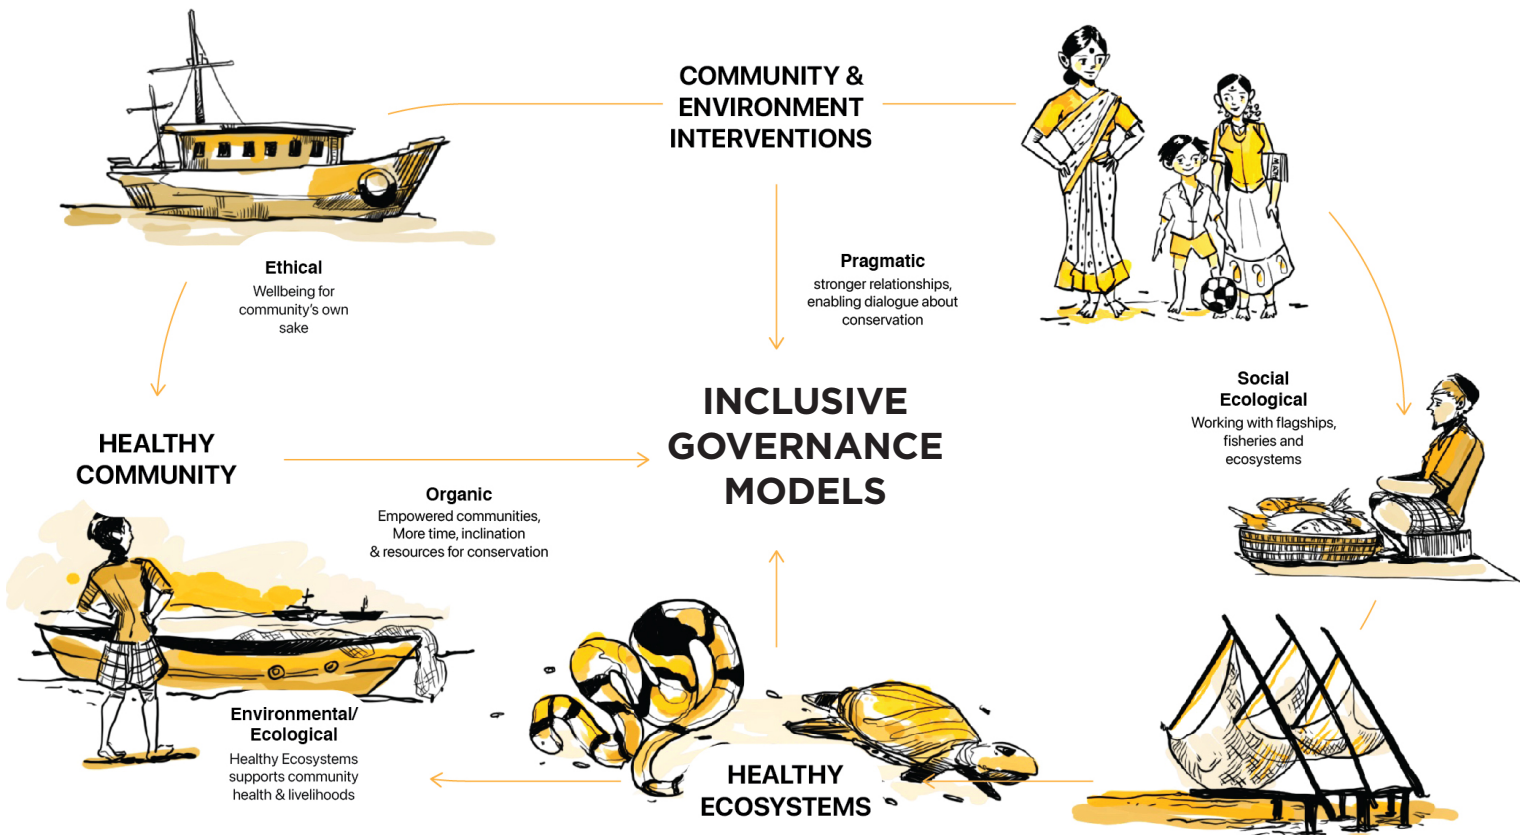 COMMUNITY &
ENVIRONMENT
INTERVENTIONS
Ethical
Wellbeing for
community's own
sake
Pragmatic
stronger relationships,
enabling dialogue about
conservation
Social
Ecological
Working with flagships,
fisheries and
ecosystems
INCLUSIVE
GOVERNANCE
MODELS
HEALTHY
COMMUNITY
Organic
Empowered communities,
More time, inclination
& resources for conservation
Environmental/
Ecological
Healthy Ecosystems
supports community
health & livelihoods
HEALTHY
ECOSYSTEMS